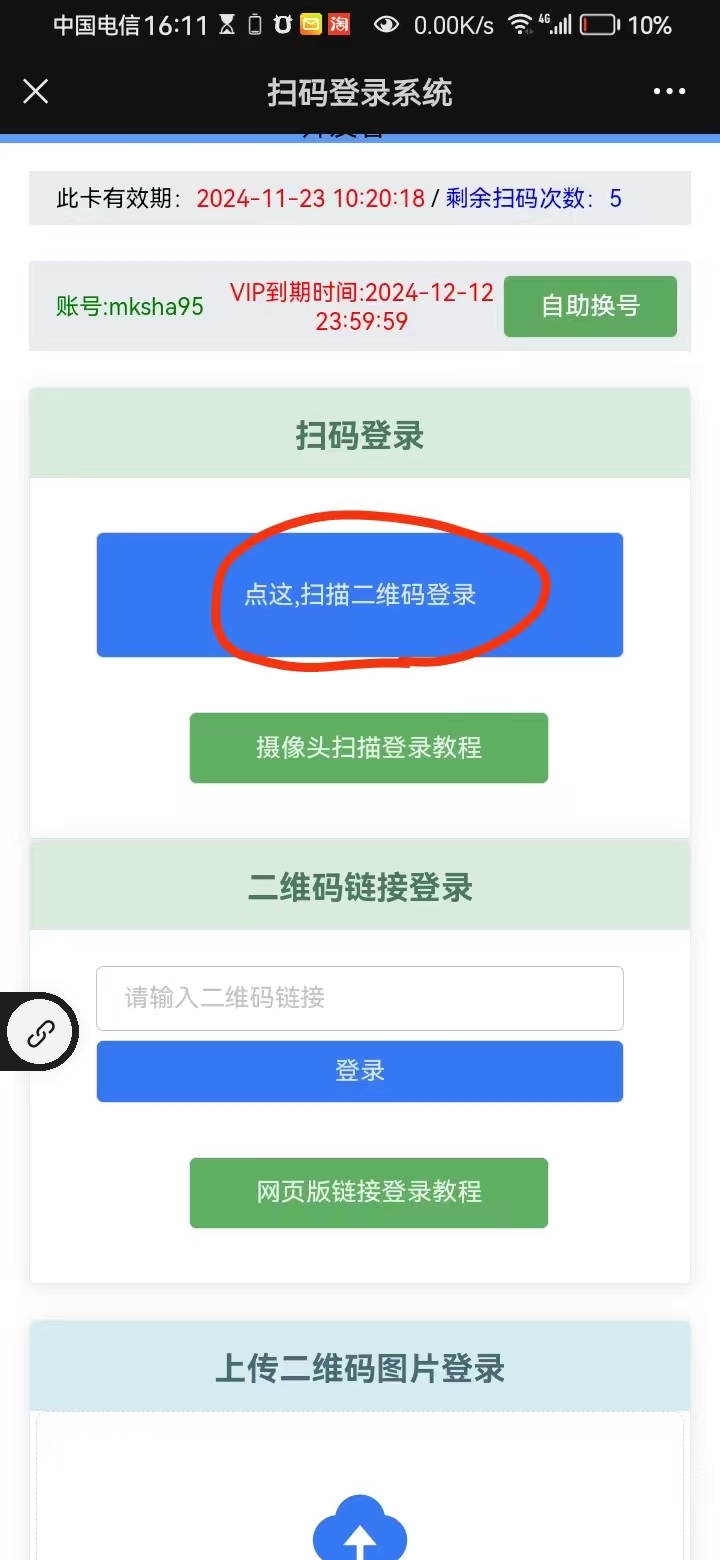 中国电信 16:11 淘 0.00K/s 4G 10%
扫码登录系统
此卡有效期：2024-11-23 10:20:18 / 剩余扫码次数：5
账号:mksha95
VIP到期时间:2024-12-12
23:59:59
自助换号
扫码登录
点这,扫描二维码登录
摄像头扫描登录教程
二维码链接登录
请输入二维码链接
登录
网页版链接登录教程
上传二维码图片登录